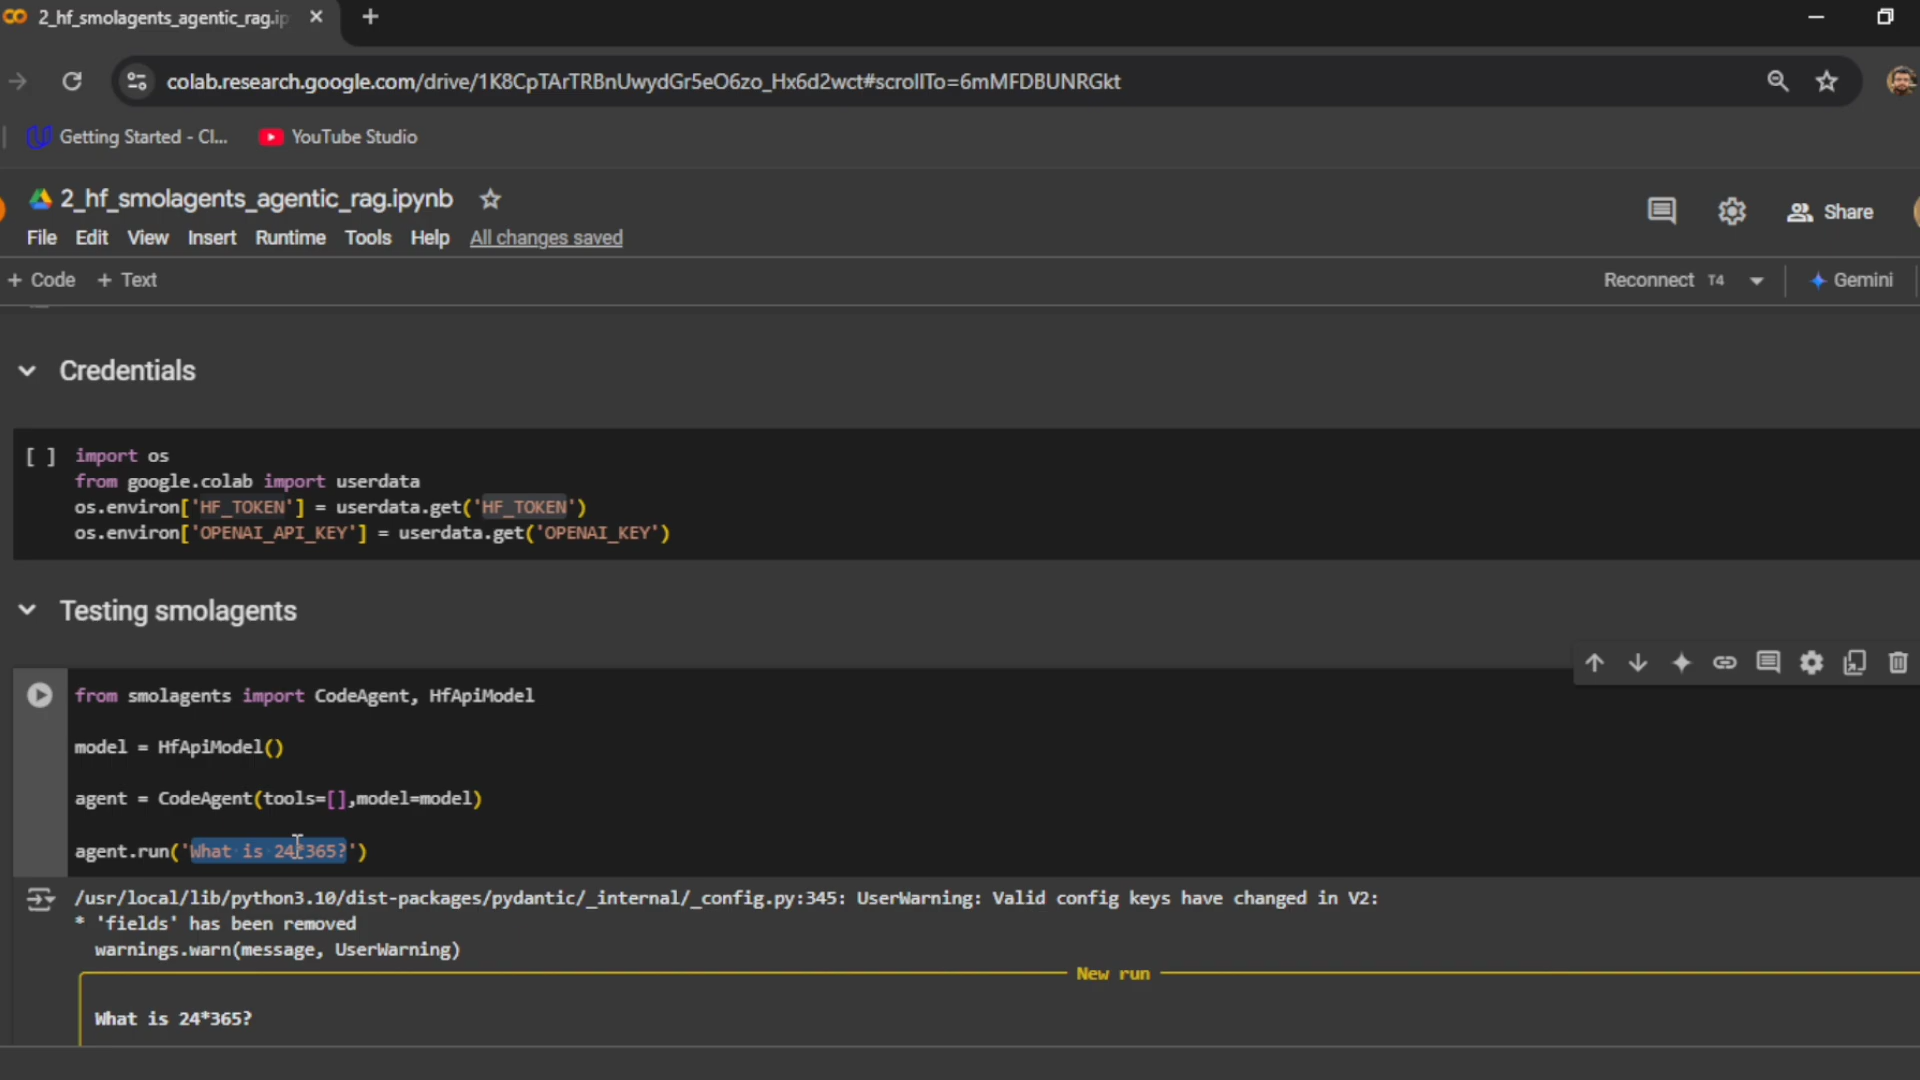 2_hf_smolagents_agentic_rag.ip
colab.research.google.com/drive/1K8CpTArTRBnUwydGr5eO6zo_Hx6d2wct#scrollTo=6mMFDBUNRGkt
Getting Started - Cl...
YouTube Studio
2_hf_smolagents_agentic_rag.ipynb
Share
File Edit View Insert Runtime Tools Help All changes saved
+ Code + Text
Reconnect T4
Gemini
Credentials
[ ] import os
from google.colab import userdata
os.environ['HF_TOKEN'] = userdata.get('HF_TOKEN')
os.environ['OPENAI_API_KEY'] = userdata.get('OPENAI_KEY')
Testing smolagents
from smolagents import CodeAgent, HfApiModel
model = HfApiModel()
agent = CodeAgent(tools=[],model=model)
agent.run('What is 24*365?')
/usr/local/lib/python3.10/dist-packages/pydantic/_internal/_config.py:345: UserWarning: Valid config keys have changed in V2:
* 'fields' has been removed
warnings.warn(message, UserWarning)
New run
What is 24*365?